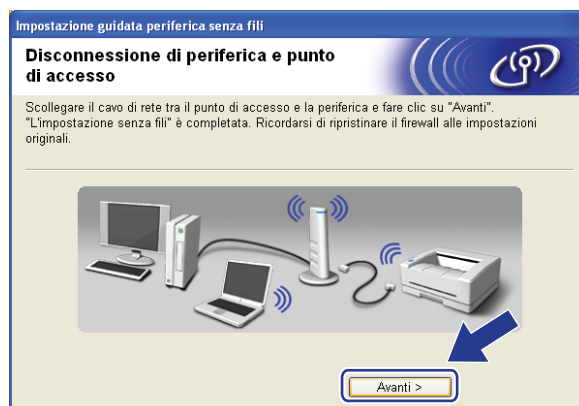 Impostazione guidata periferica senza fili
Disconnessione di periferica e punto
di accesso
Scollegare il cavo di rete tra il punto di accesso e la periferica e fare clic su "Avanti".
"L'impostazione senza fili" è completata. Ricordarsi di ripristinare il firewall alle impostazioni
originali.
Avanti >